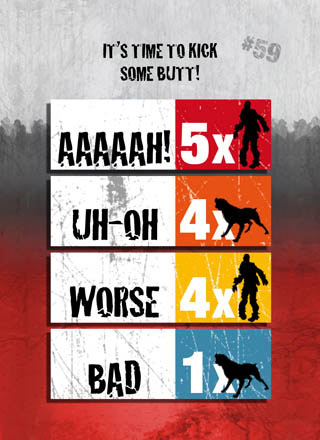 IT'S TIME TO KICK
SOME BUTT!
#59
AAAAAH! 5x
UH-OH 4x
WORSE 4x
BAD 1x